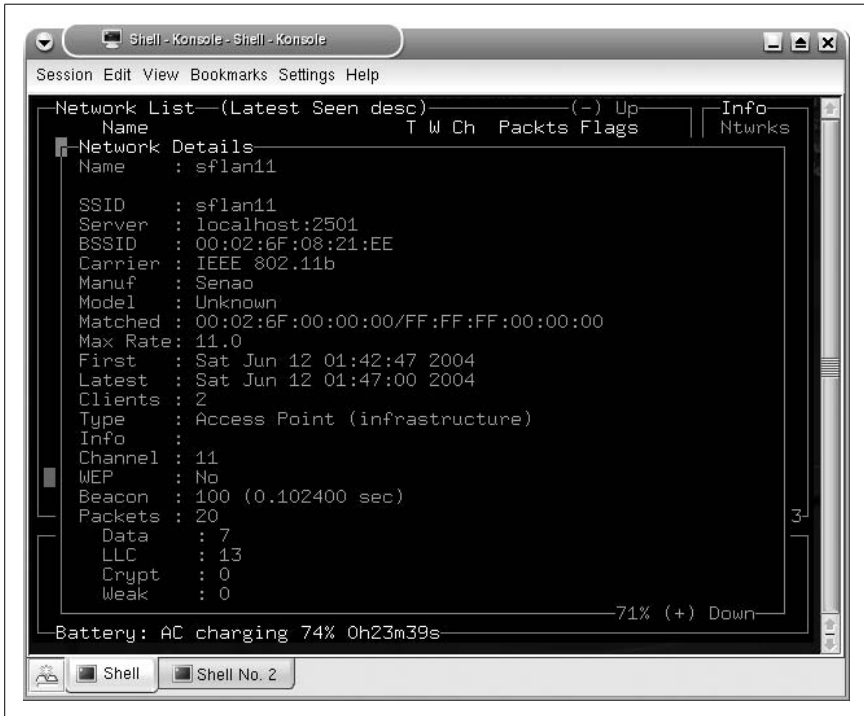 Shell - Konsole - Shell - Konsole
Session Edit View Bookmarks Settings Help
Network List—(Latest Seen desc) (-) Up Info
Name T W Ch Packts Flags Ntwrks
Network Details
Name : sflan11
SSID : sflan11
Server : localhost:2501
BSSID : 00:02:6F:08:21:EE
Carrier : IEEE 802.11b
Manuf : Senao
Model : Unknown
Matched : 00:02:6F:00:00:00/FF:FF:FF:00:00:00
Max Rate: 11.0
First : Sat Jun 12 01:42:47 2004
Latest : Sat Jun 12 01:47:00 2004
Clients : 2
Type : Access Point (infrastructure)
Info :
Channel : 11
WEP : No
Beacon : 100 (0.102400 sec)
Packets : 20
3
Data : 7
LLC : 13
Crypt : 0
Weak : 0
71% (+) Down
Battery: AC charging 74% 0h23m39s
Shell Shell No. 2